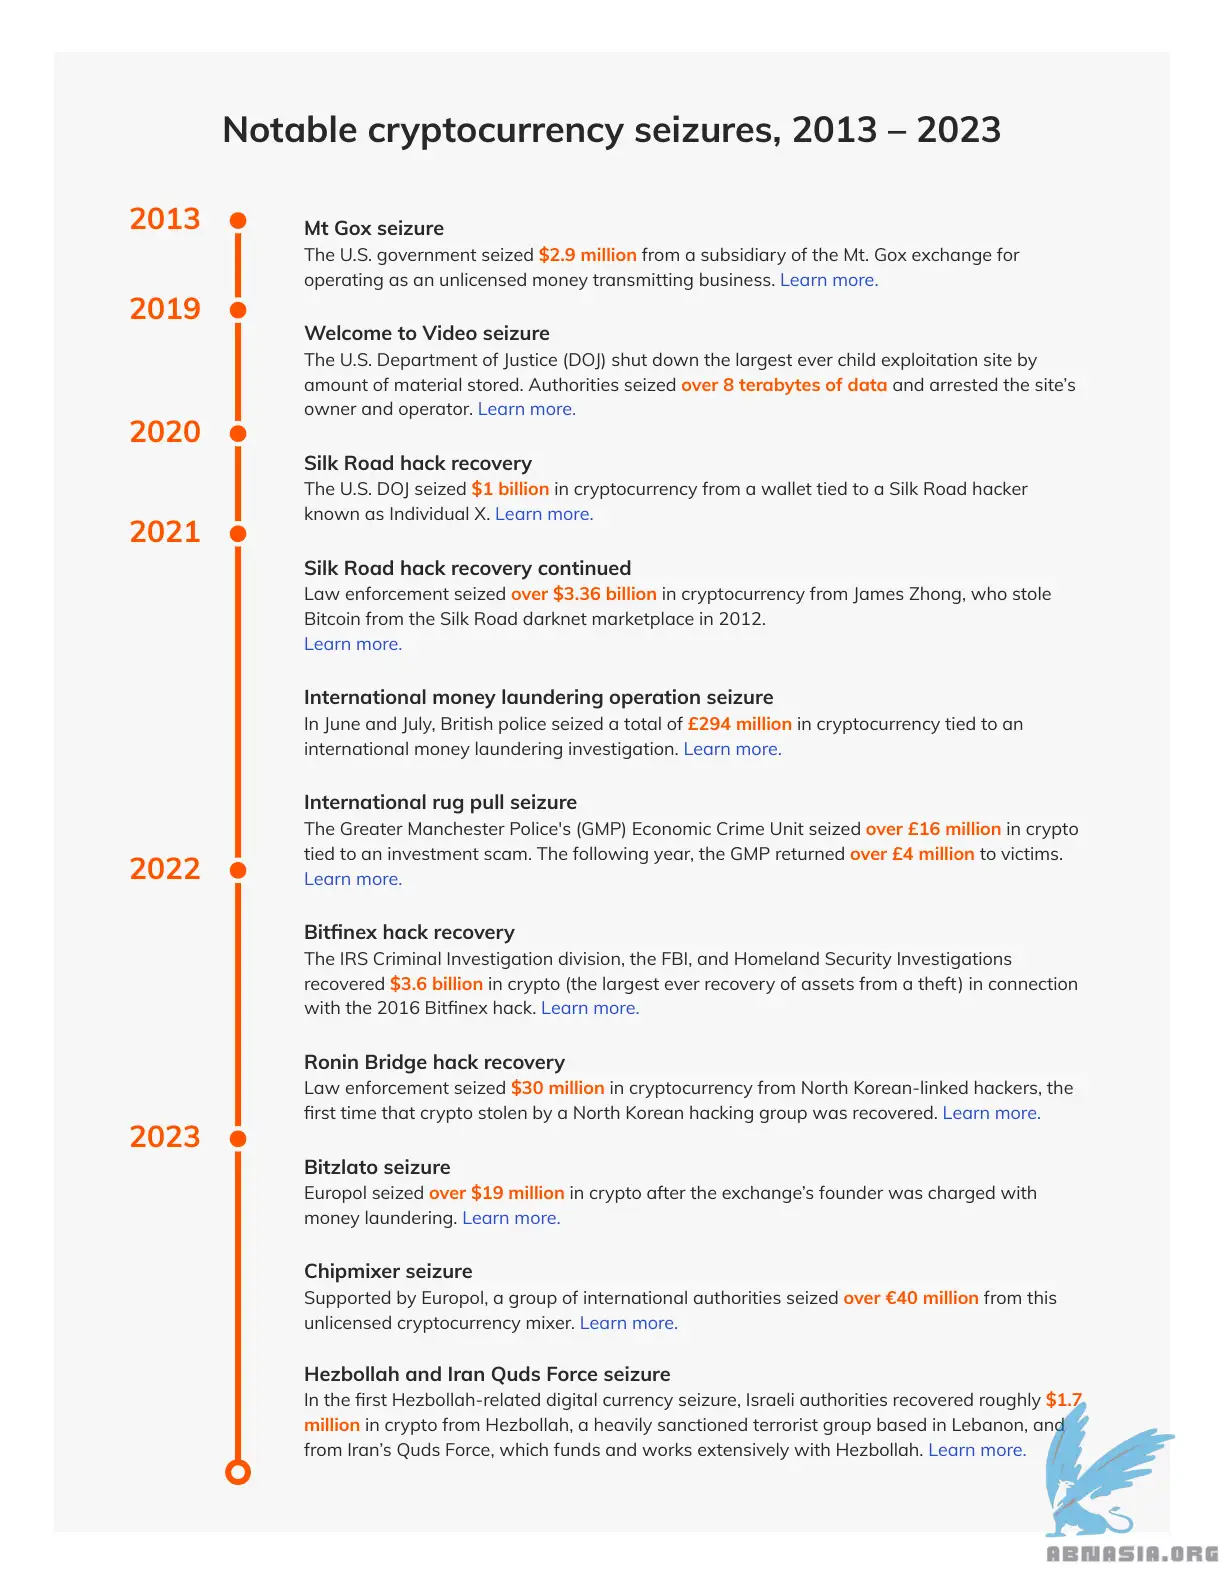 Notable cryptocurrency seizures, 2013 – 2023
2013
Mt Gox seizure
The U.S. government seized $2.9 million from a subsidiary of the Mt. Gox exchange for
operating as an unlicensed money transmitting business. Learn more.
2019
Welcome to Video seizure
The U.S. Department of Justice (DOJ) shut down the largest ever child exploitation site by
amount of material stored. Authorities seized over 8 terabytes of data and arrested the site’s
owner and operator. Learn more.
2020
Silk Road hack recovery
The U.S. DOJ seized $1 billion in cryptocurrency from a wallet tied to a Silk Road hacker
known as Individual X. Learn more.
2021
Silk Road hack recovery continued
Law enforcement seized over $3.36 billion in cryptocurrency from James Zhong, who stole
Bitcoin from the Silk Road darknet marketplace in 2012.
Learn more.
International money laundering operation seizure
In June and July, British police seized a total of £294 million in cryptocurrency tied to an
international money laundering investigation. Learn more.
International rug pull seizure
The Greater Manchester Police's (GMP) Economic Crime Unit seized over £16 million in crypto
tied to an investment scam. The following year, the GMP returned over £4 million to victims.
Learn more.
2022
Bitfinex hack recovery
The IRS Criminal Investigation division, the FBI, and Homeland Security Investigations
recovered $3.6 billion in crypto (the largest ever recovery of assets from a theft) in connection
with the 2016 Bitfinex hack. Learn more.
Ronin Bridge hack recovery
Law enforcement seized $30 million in cryptocurrency from North Korean-linked hackers, the
first time that crypto stolen by a North Korean hacking group was recovered. Learn more.
2023
Bitzlato seizure
Europol seized over $19 million in crypto after the exchange’s founder was charged with
money laundering. Learn more.
Chipmixer seizure
Supported by Europol, a group of international authorities seized over €40 million from this
unlicensed cryptocurrency mixer. Learn more.
Hezbollah and Iran Quds Force seizure
In the first Hezbollah-related digital currency seizure, Israeli authorities recovered roughly $1.7
million in crypto from Hezbollah, a heavily sanctioned terrorist group based in Lebanon, and
from Iran’s Quds Force, which funds and works extensively with Hezbollah. Learn more.
ABNASIA.ORG